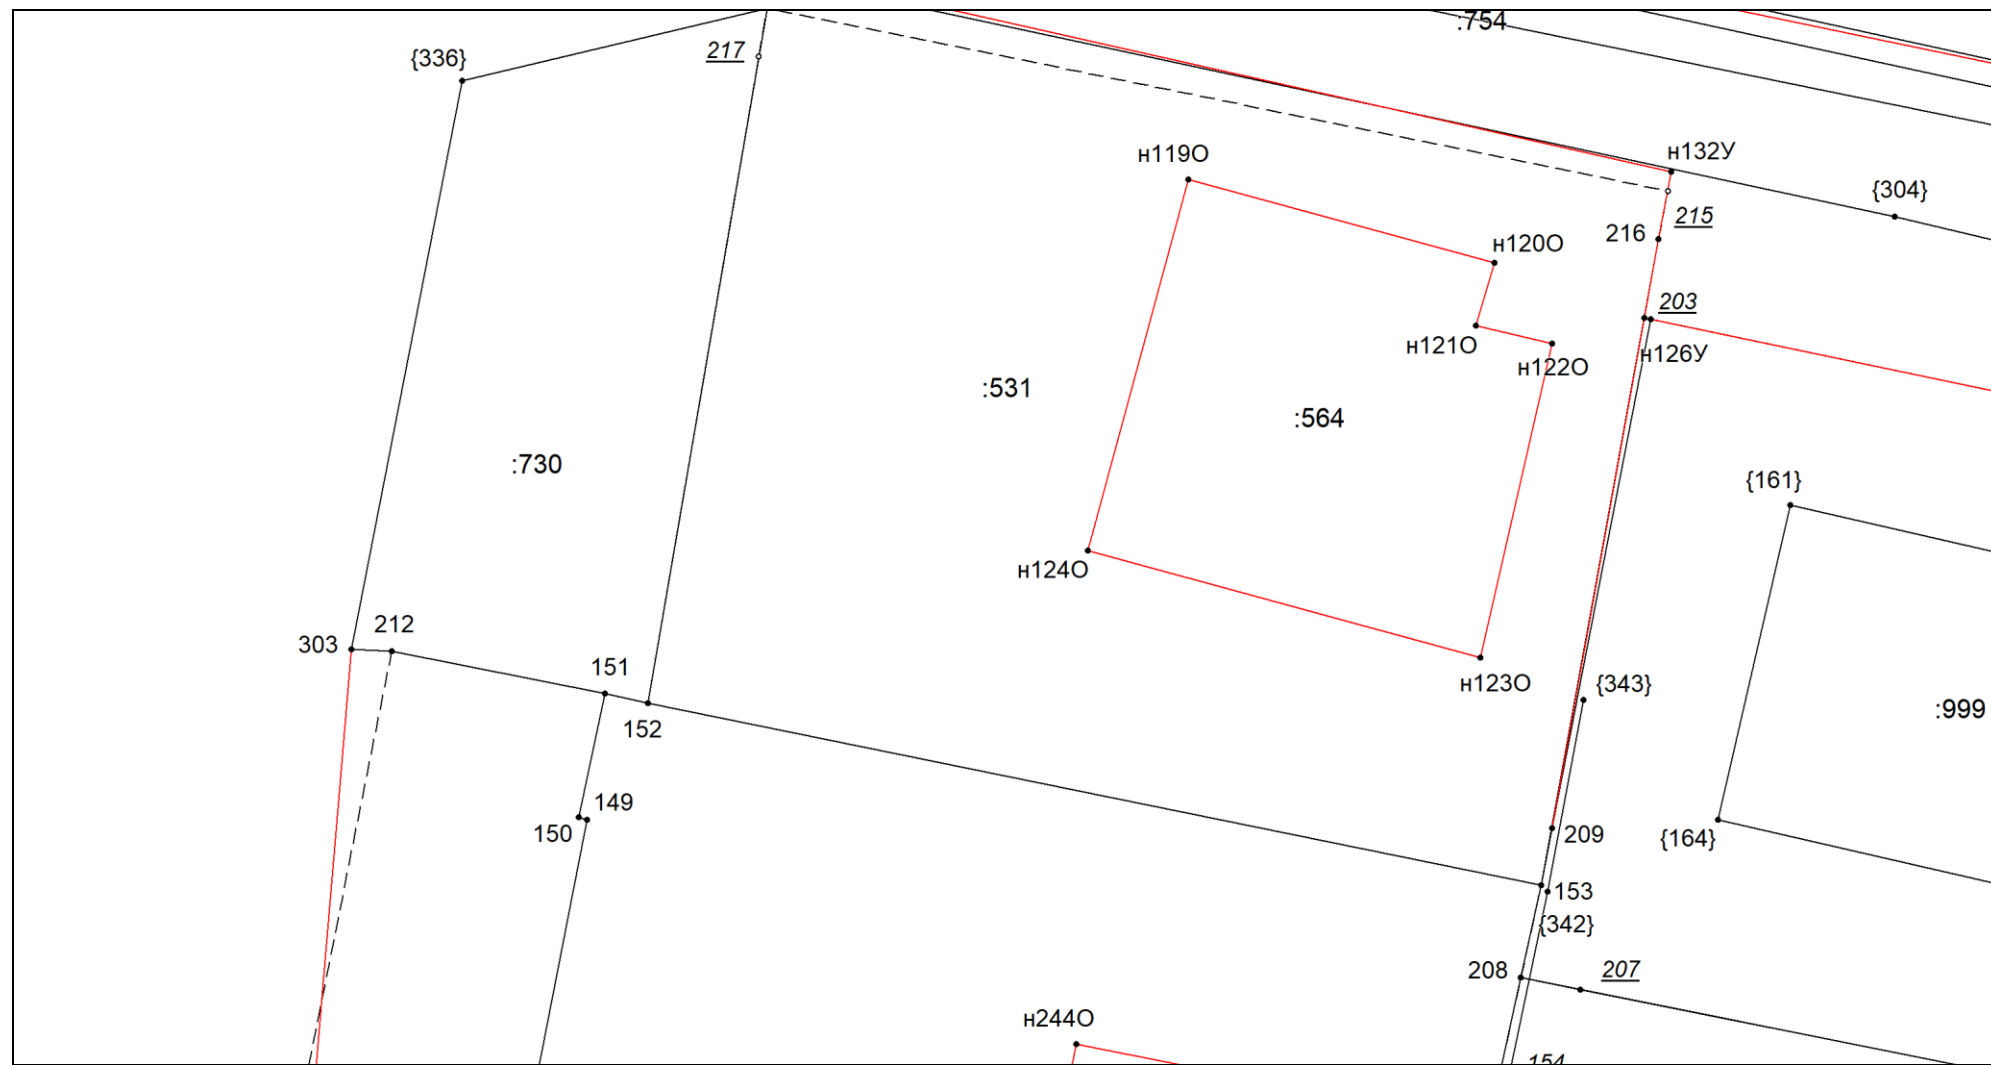 :754
{336}
217
н132У
н119О
{304}
215
216
н120О
203
н121О
н126У
н122О
:531
:564
:730
{161}
н124О
212
303
151
н123О
{343}
152
:999
149
150
209
{164}
153
{342}
208
207
н244О
154